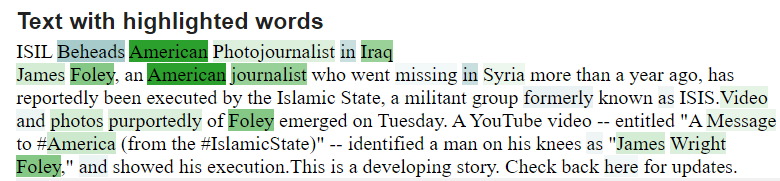 Text with highlighted words
ISIL Beheads American Photojournalist in Iraq
James Foley, an American journalist who went missing in Syria more than a year ago, has
reportedly been executed by the Islamic State, a militant group formerly known as ISIS.Video
and photos purportedly of Foley emerged on Tuesday. A YouTube video -- entitled "A Message
to #America (from the #IslamicState)" -- identified a man on his knees as "James Wright
Foley," and showed his execution.This is a developing story. Check back here for updates.